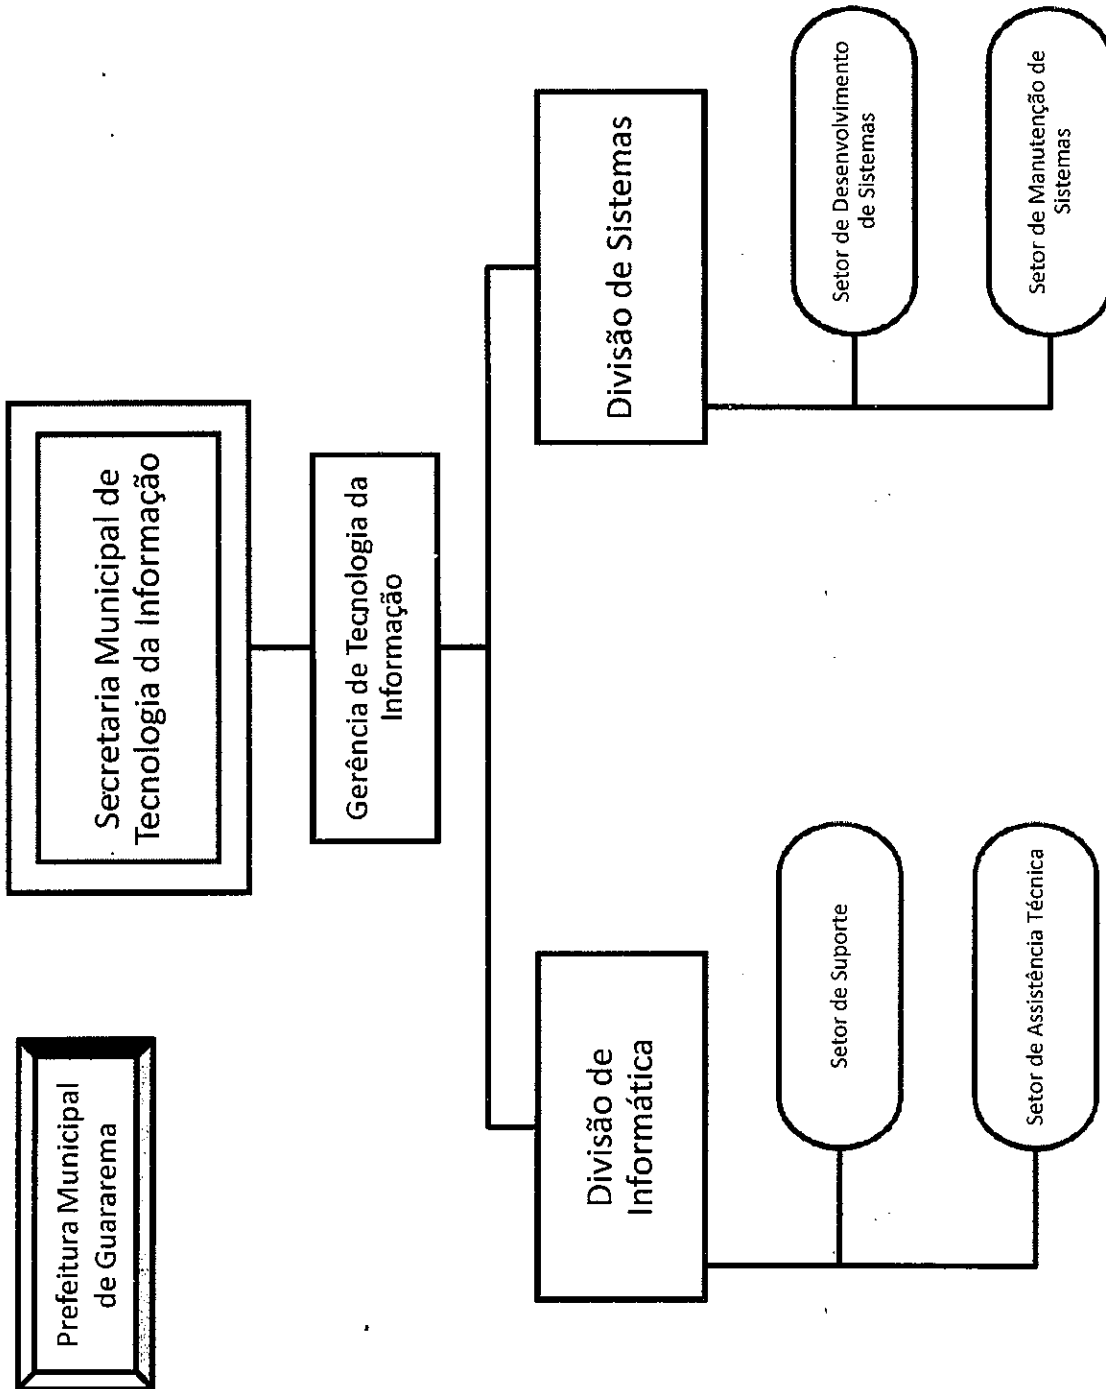 Prefeitura Municipal
de Guararema
Secretaria Municipal de
Tecnologia da Informação
Gerência de Tecnologia da
Informação
Divisão de
Informática
Divisão de Sistemas
Setor de Suporte
Setor de Assistência Técnica
Setor de Desenvolvimento
de Sistemas
Setor de Manutenção de
Sistemas